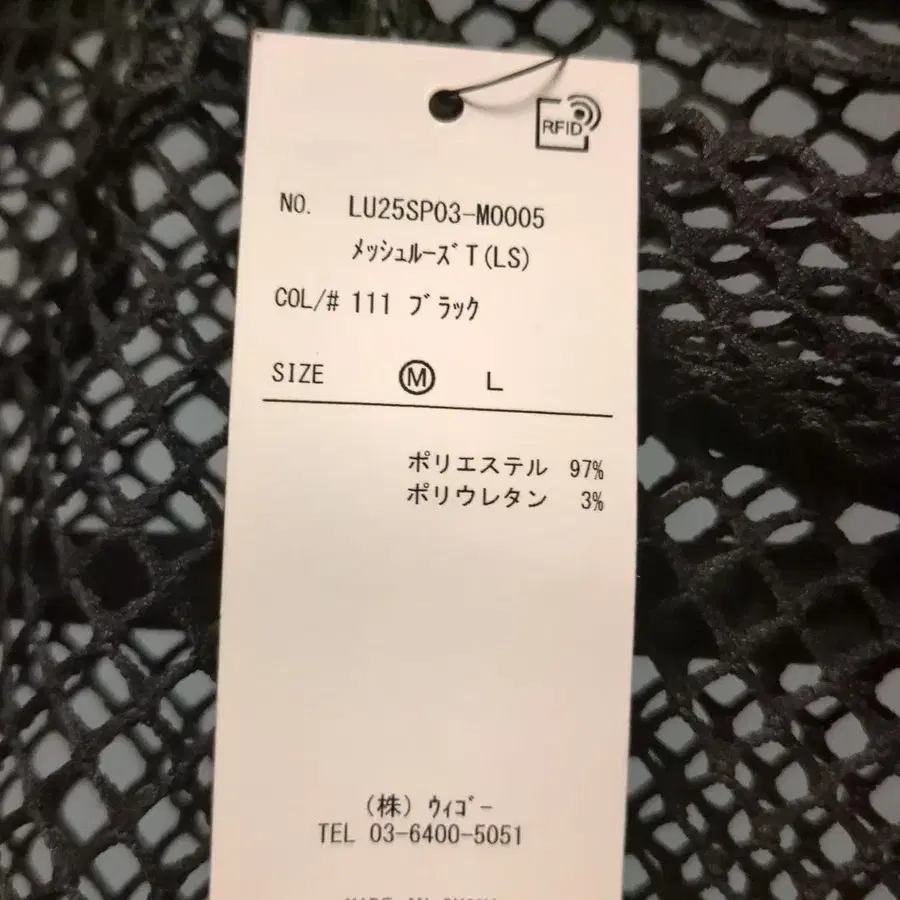 RFID
NO. LU25SP03-M0005
ﾒｯｼｭﾙｰｽﾞT(LS)
COL/# 111 ﾌﾞﾗｯｸ
SIZE Ⓜ L
ポリエステル 97%
ポリウレタン 3%
(株) ｳｨｺﾞｰ
TEL 03-6400-5051